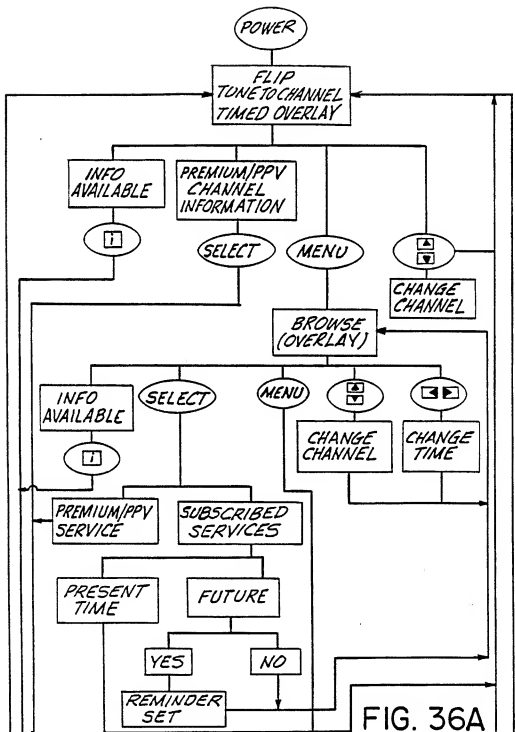 POWER
FLIP
TUNE TO CHANNEL
TIMED OVERLAY
INFO
AVAILABLE
PREMIUM/PPV
CHANNEL
INFORMATION
i
SELECT
MENU
CHANGE
CHANNEL
BROWSE
(OVERLAY)
INFO
AVAILABLE
SELECT
MENU
i
CHANGE
CHANNEL
CHANGE
TIME
PREMIUM/PPV
SERVICE
SUBSCRIBED
SERVICES
PRESENT
TIME
FUTURE
YES
NO
REMINDER
SET
FIG. 36A